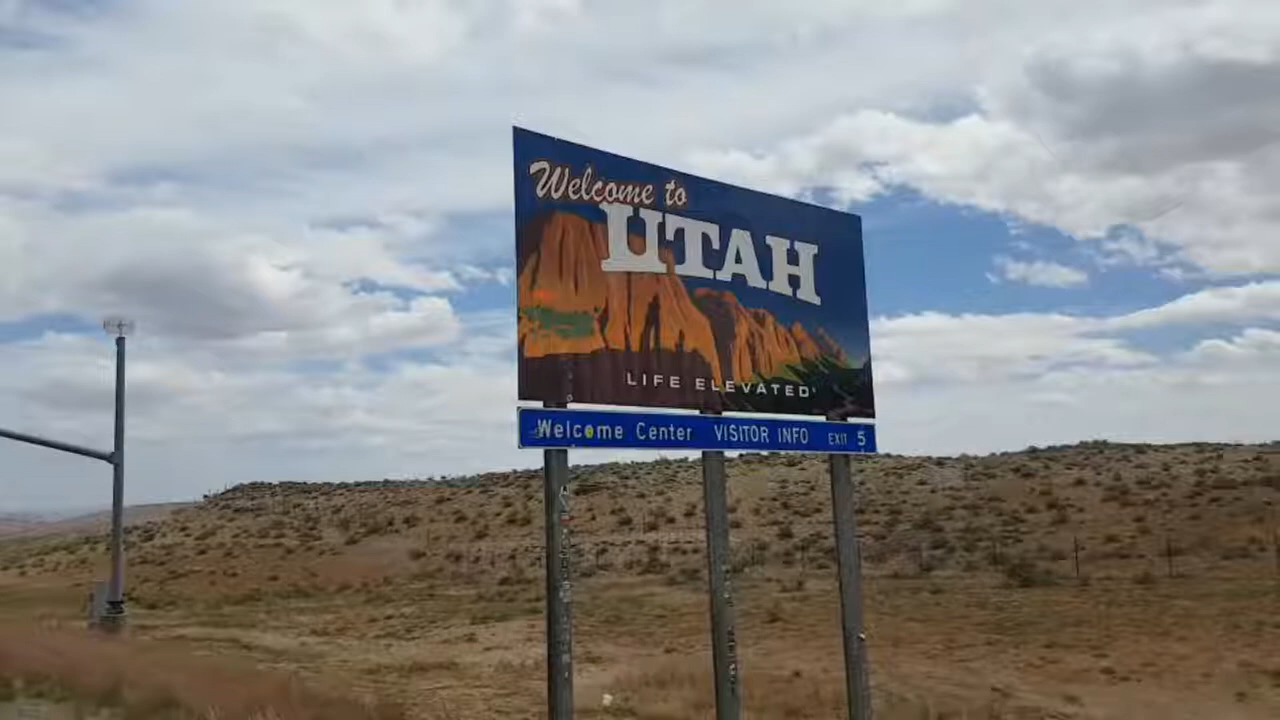 Welcome to
UTAH
LIFE ELEVATED
Welcome Center VISITOR INFO EXIT 5